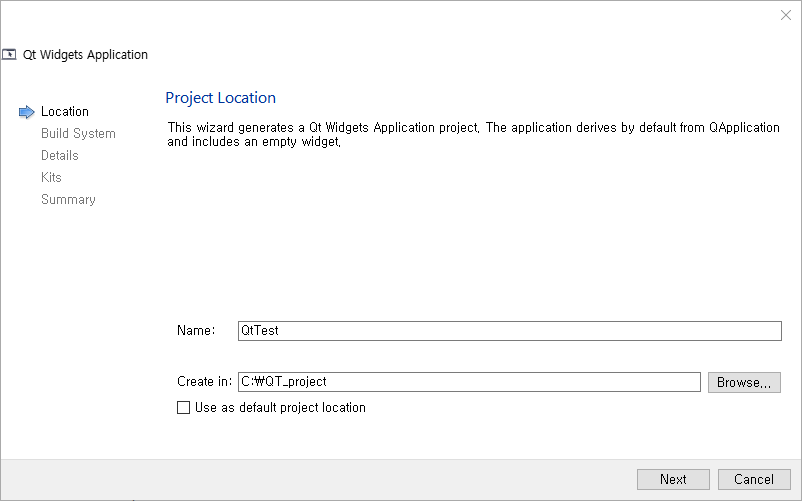 Qt Widgets Application
Location
Build System
Details
Kits
Summary
Project Location
This wizard generates a Qt Widgets Application project. The application derives by default from QApplication
and includes an empty widget.
Name: QtTest
Create in: C:₩QT_project Browse...
Use as default project location
Next Cancel